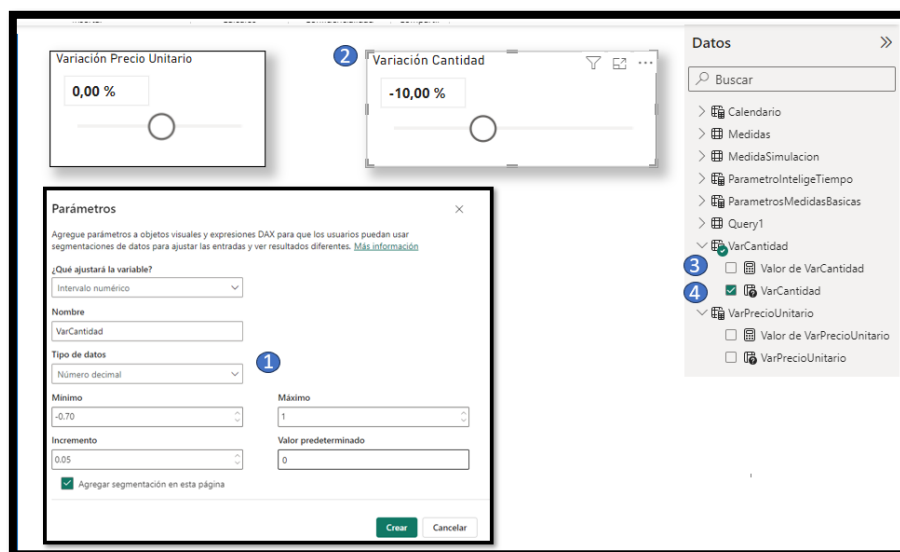 Variación Precio Unitario
0,00 %
2
Variación Cantidad
-10,00 %
Datos
Buscar
Calendario
Medidas
MedidaSimulacion
ParametroInteligeTiempo
ParametrosMedidasBasicas
Query1
VarCantidad
3
Valor de VarCantidad
4
VarCantidad
VarPrecioUnitario
Valor de VarPrecioUnitario
VarPrecioUnitario
Parámetros
Agregue parámetros a objetos visuales y expresiones DAX para que los usuarios puedan usar
segmentaciones de datos para ajustar las entradas y ver resultados diferentes. Más información
¿Qué ajustará la variable?
Intervalo numérico
Nombre
VarCantidad
Tipo de datos
1
Número decimal
Mínimo
Máximo
-0.70
1
Incremento
Valor predeterminado
0.05
0
Agregar segmentación en esta página
Crear
Cancelar